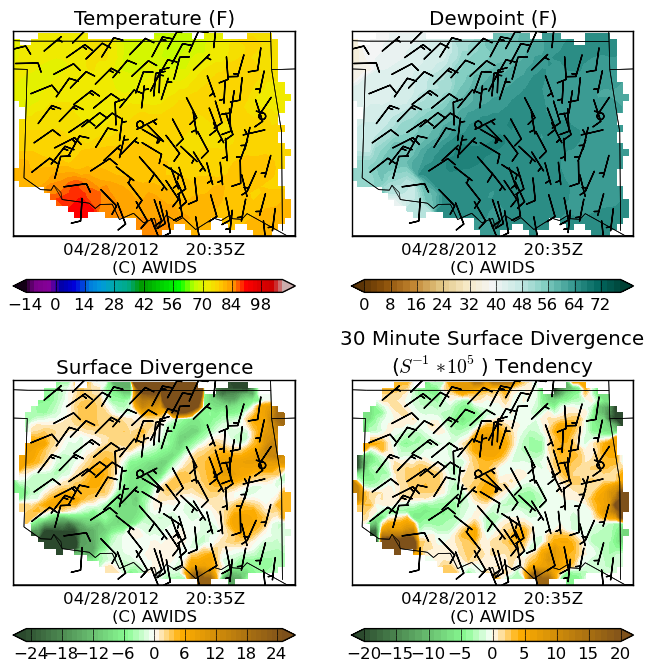 Temperature (F)
Dewpoint (F)
04/28/2012 20:35Z
(C) AWIDS
04/28/2012 20:35Z
(C) AWIDS
−14 0 14 28 42 56 70 84 98
0 8 16 24 32 40 48 56 64 72
Surface Divergence
30 Minute Surface Divergence
(S^{−1} *10^5 ) Tendency
04/28/2012 20:35Z
(C) AWIDS
04/28/2012 20:35Z
(C) AWIDS
−24 −18 −12 −6 0 6 12 18 24
−20 −15 −10 −5 0 5 10 15 20